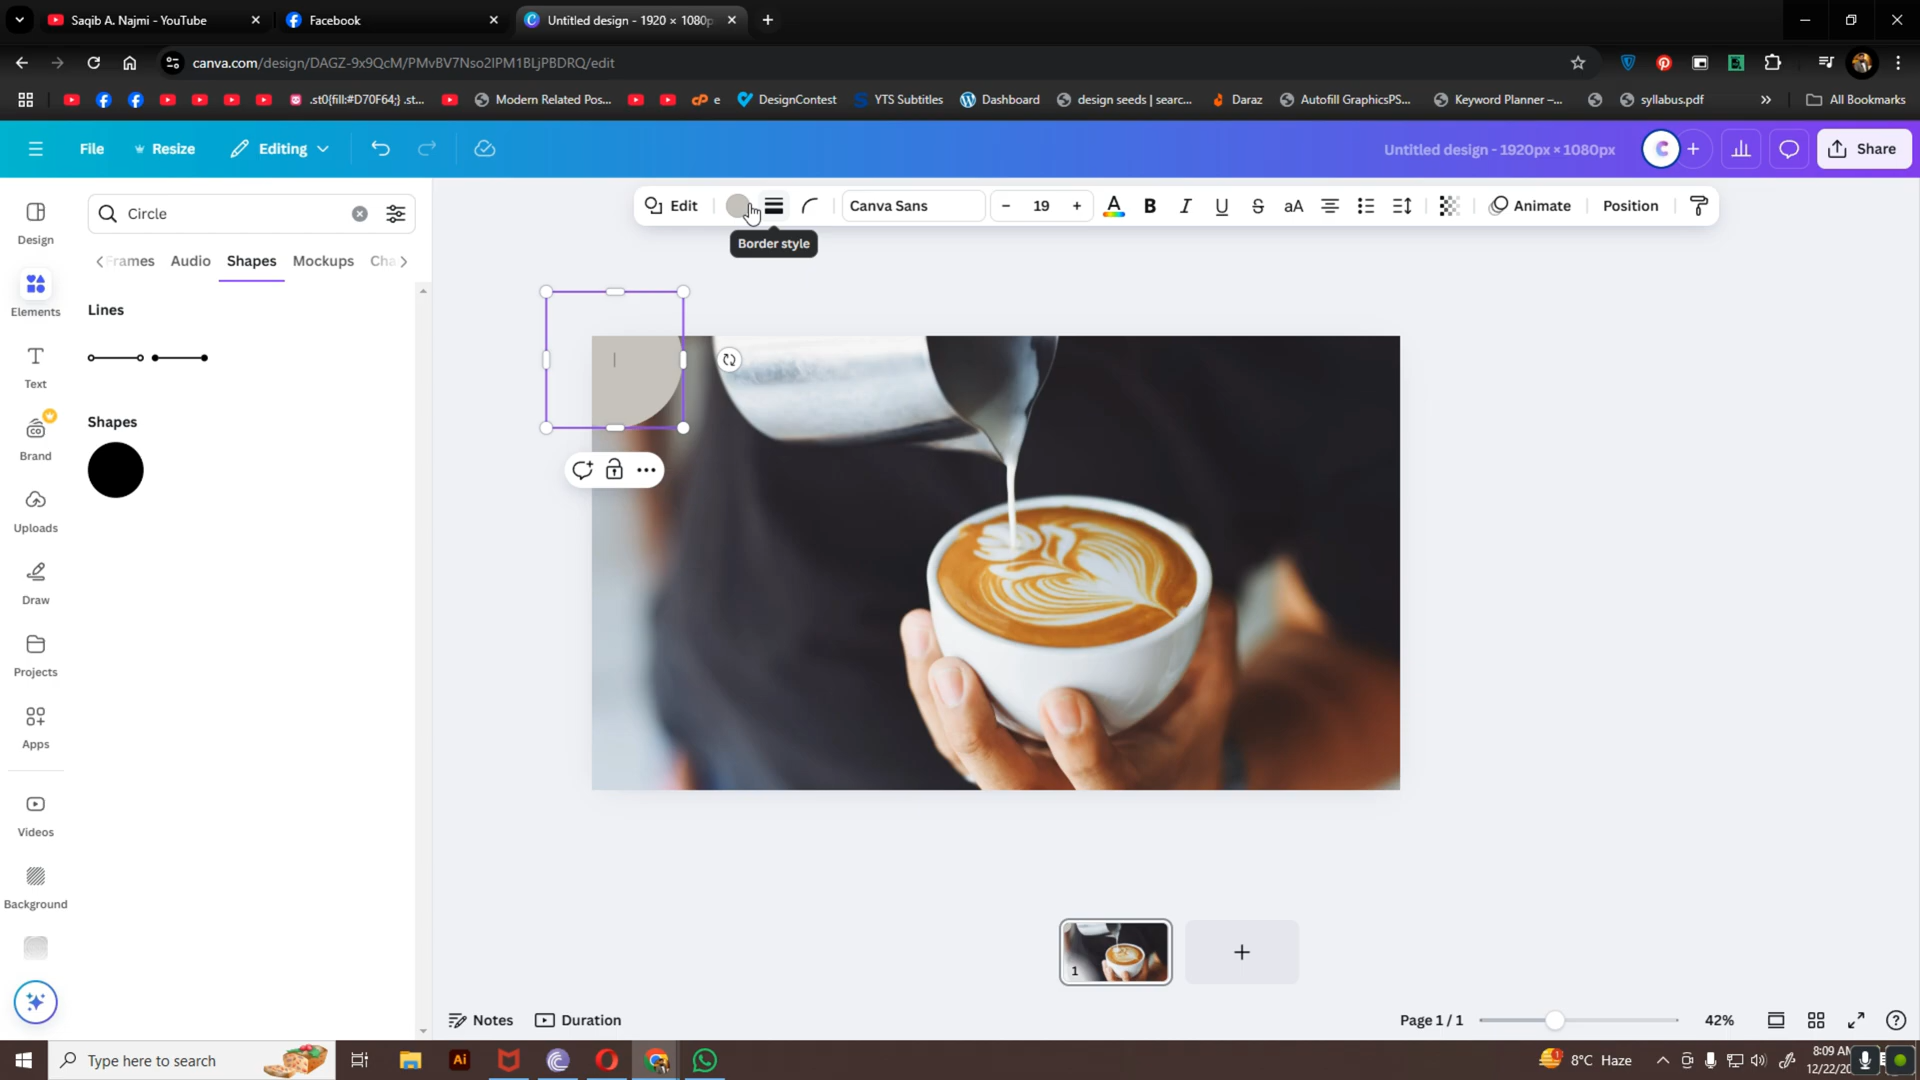 Saqib A. Najmi - YouTube
Facebook
Untitled design - 1920 × 1080p
canva.com/design/DAGZ-9x9QcM/PMvBV7Nso2IPM1BLjPBDRQ/edit
.st0{fill:#D70F64;} .st...
Modern Related Pos...
e
DesignContest
YTS Subtitles
Dashboard
design seeds | searc...
Daraz
Autofill GraphicsPS...
Keyword Planner –...
syllabus.pdf
»
All Bookmarks
File
Resize
Editing
Untitled design - 1920px × 1080px
C
+
Share
Design
Elements
Text
Brand
Uploads
Draw
Projects
Apps
Videos
Background
Circle
Frames
Audio
Shapes
Mockups
Cha
Lines
Shapes
Edit
Canva Sans
– 19 +
A
B
I
U
S
aA
Animate
Position
Border style
1
+
Notes
Duration
Page 1 / 1
42%
Type here to search
Ai
8°C Haze
8:09 AM